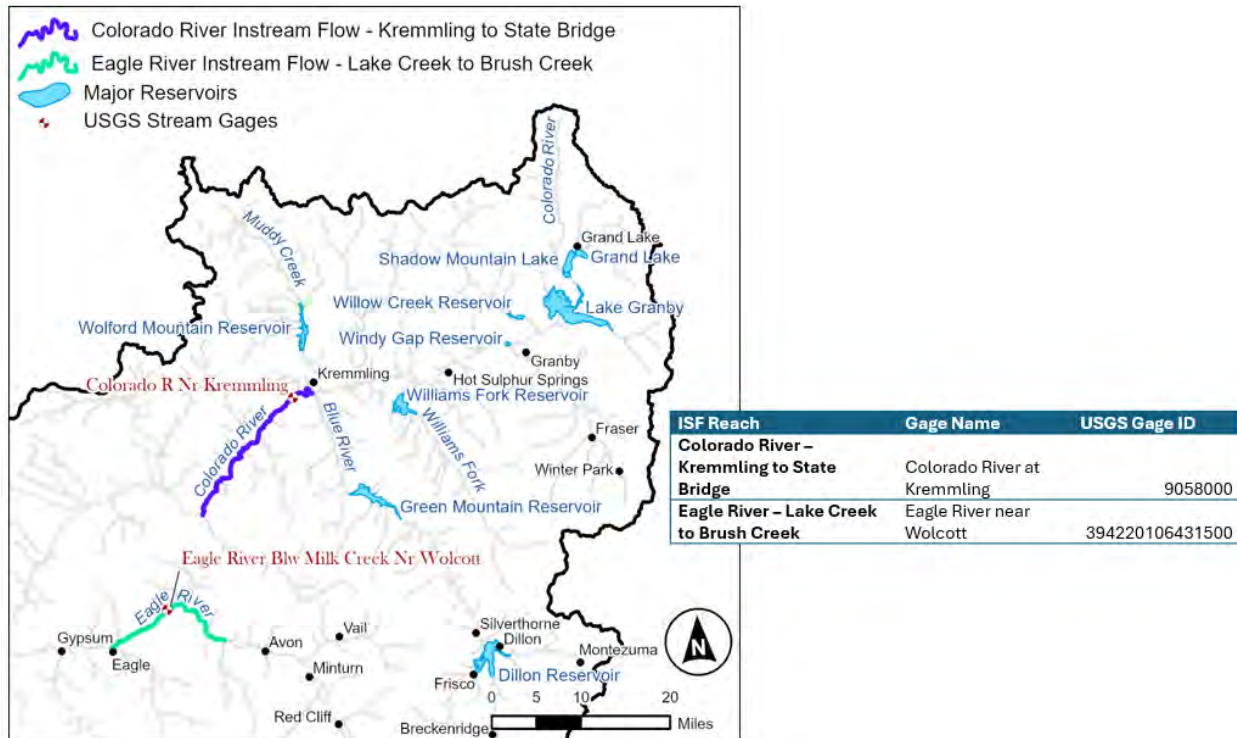 Colorado River Instream Flow - Kremmling to State Bridge
Eagle River Instream Flow - Lake Creek to Brush Creek
Major Reservoirs
USGS Stream Gages
Colorado River
Muddy Creek
Grand Lake
Shadow Mountain Lake
Grand Lake
Willow Creek Reservoir
Lake Granby
Wolford Mountain Reservoir
Windy Gap Reservoir
Granby
Kremmling
Hot Sulphur Springs
Colorado R Nr Kremmling
Williams Fork Reservoir
Colorado River
Blue River
Williams Fork
Fraser
Winter Park
Green Mountain Reservoir
Eagle River Blw Milk Creek Nr Wolcott
Eagle River
Silverthorne
Dillon
Gypsum
Eagle
Avon
Vail
Minturn
Montezuma
Frisco
Dillon Reservoir
Red Cliff
Breckenridge
N
0 5 10 20
Miles
ISF Reach Gage Name USGS Gage ID
Colorado River –
Kremmling to State Colorado River at
Bridge Kremmling 9058000
Eagle River – Lake Creek Eagle River near
to Brush Creek Wolcott 394220106431500